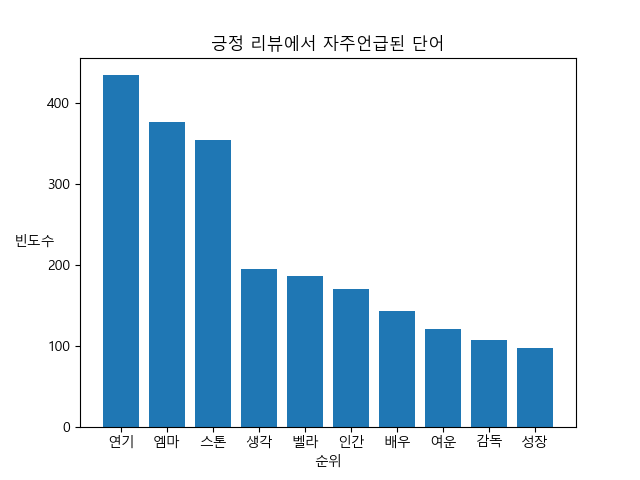 긍정 리뷰에서 자주언급된 단어
400
300
빈도수
200
100
0
연기 엠마 스톤 생각 벨라 인간 배우 여운 감독 성장
순위